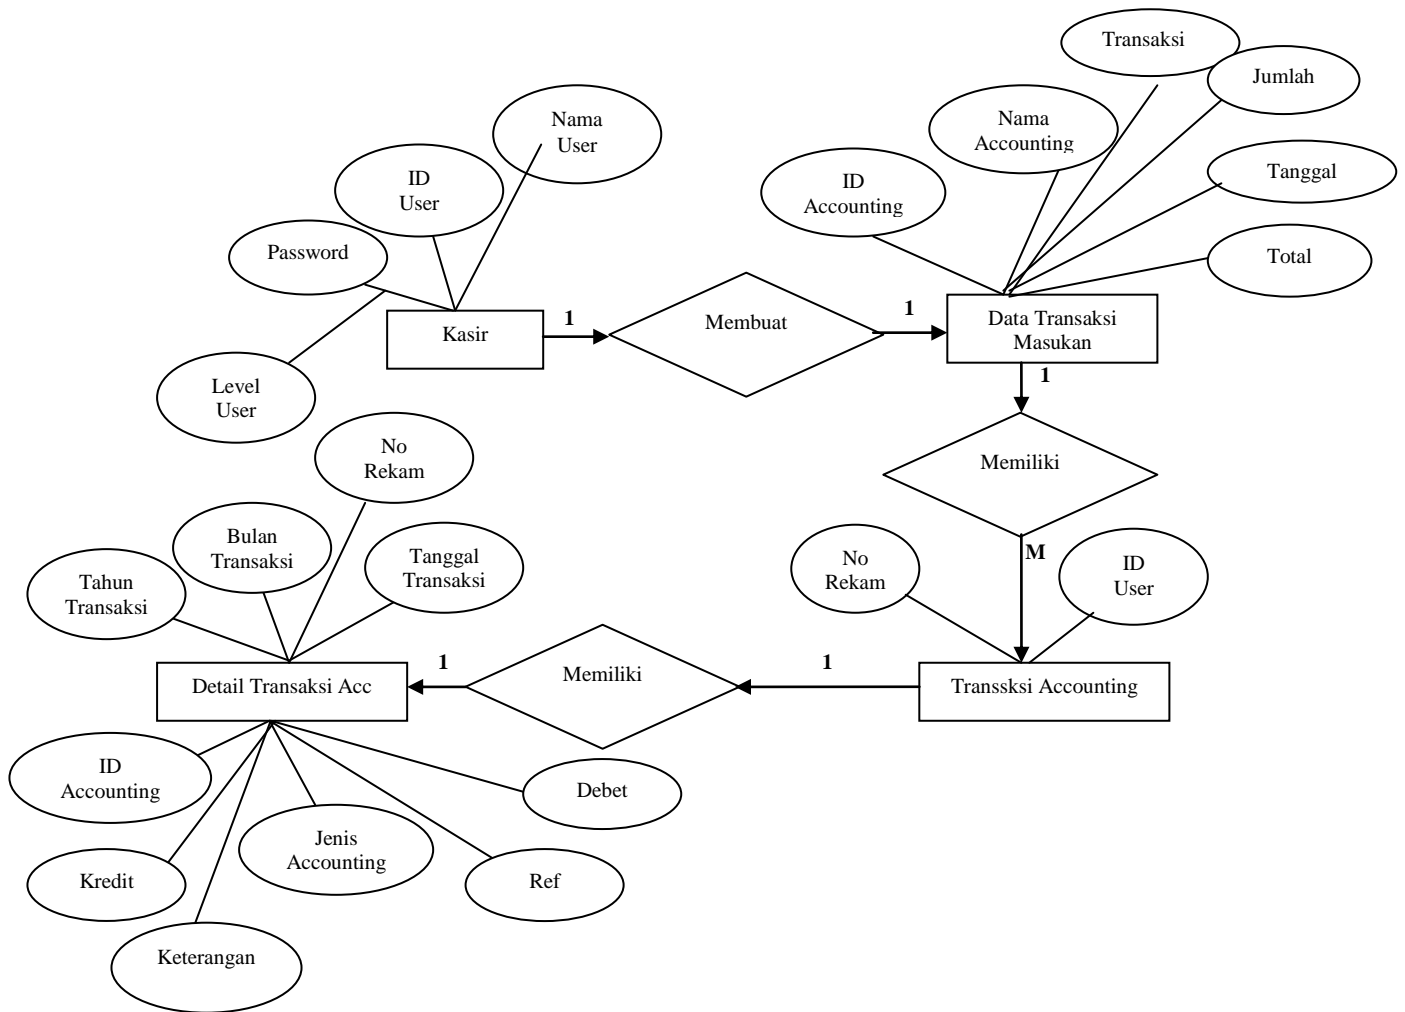 Transaksi
Jumlah
Nama
User
Nama
Accounting
ID
User
ID
Accounting
Tanggal
Password
Total
1
Membuat
1
Data Transaksi
Masukan
Kasir
1
Level
User
No
Rekam
Memiliki
Bulan
Transaksi
Tanggal
Transaksi
Tahun
Transaksi
No
Rekam
M
ID
User
Detail Transaksi Acc
1
Memiliki
1
Transsksi Accounting
ID
Accounting
Debet
Jenis
Accounting
Kredit
Ref
Keterangan